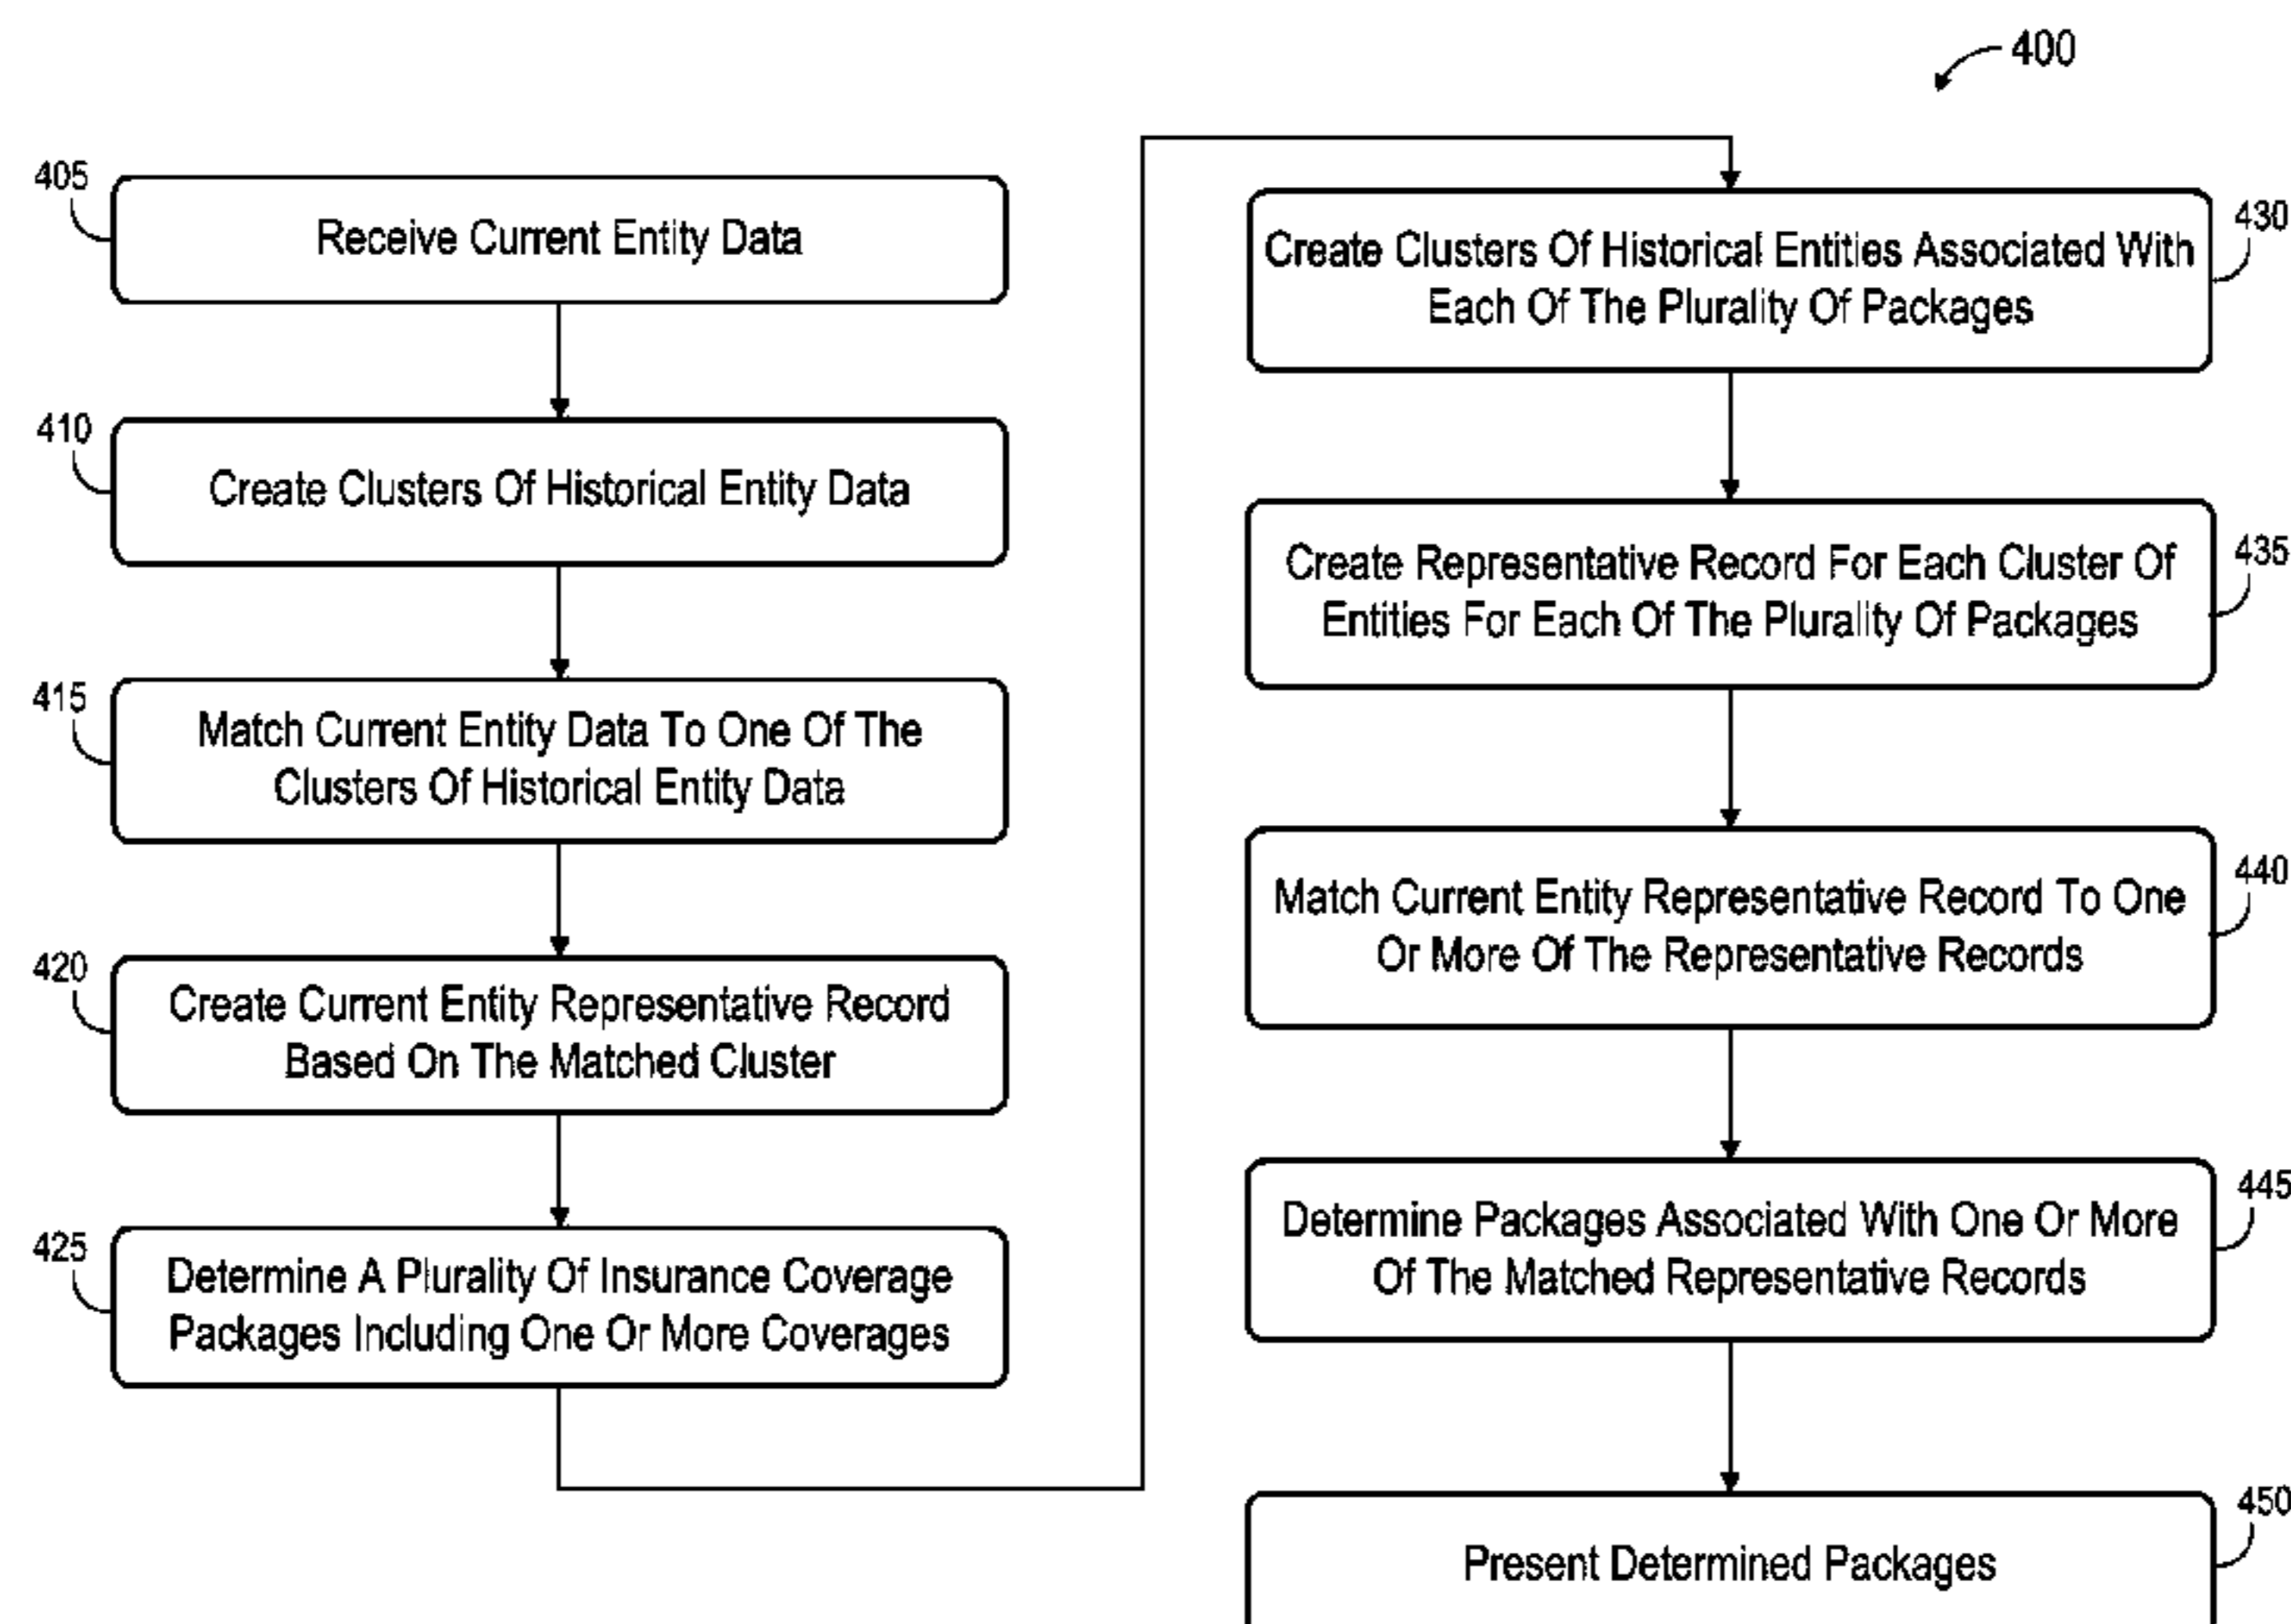 400
405
Receive Current Entity Data
410
Create Clusters Of Historical Entity Data
415
Match Current Entity Data To One Of The
Clusters Of Historical Entity Data
420
Create Current Entity Representative Record
Based On The Matched Cluster
425
Determine A Plurality Of Insurance Coverage
Packages Including One Or More Coverages
430
Create Clusters Of Historical Entities Associated With
Each Of The Plurality Of Packages
435
Create Representative Record For Each Cluster Of
Entities For Each Of The Plurality Of Packages
440
Match Current Entity Representative Record To One
Or More Of The Representative Records
445
Determine Packages Associated With One Or More
Of The Matched Representative Records
450
Present Determined Packages